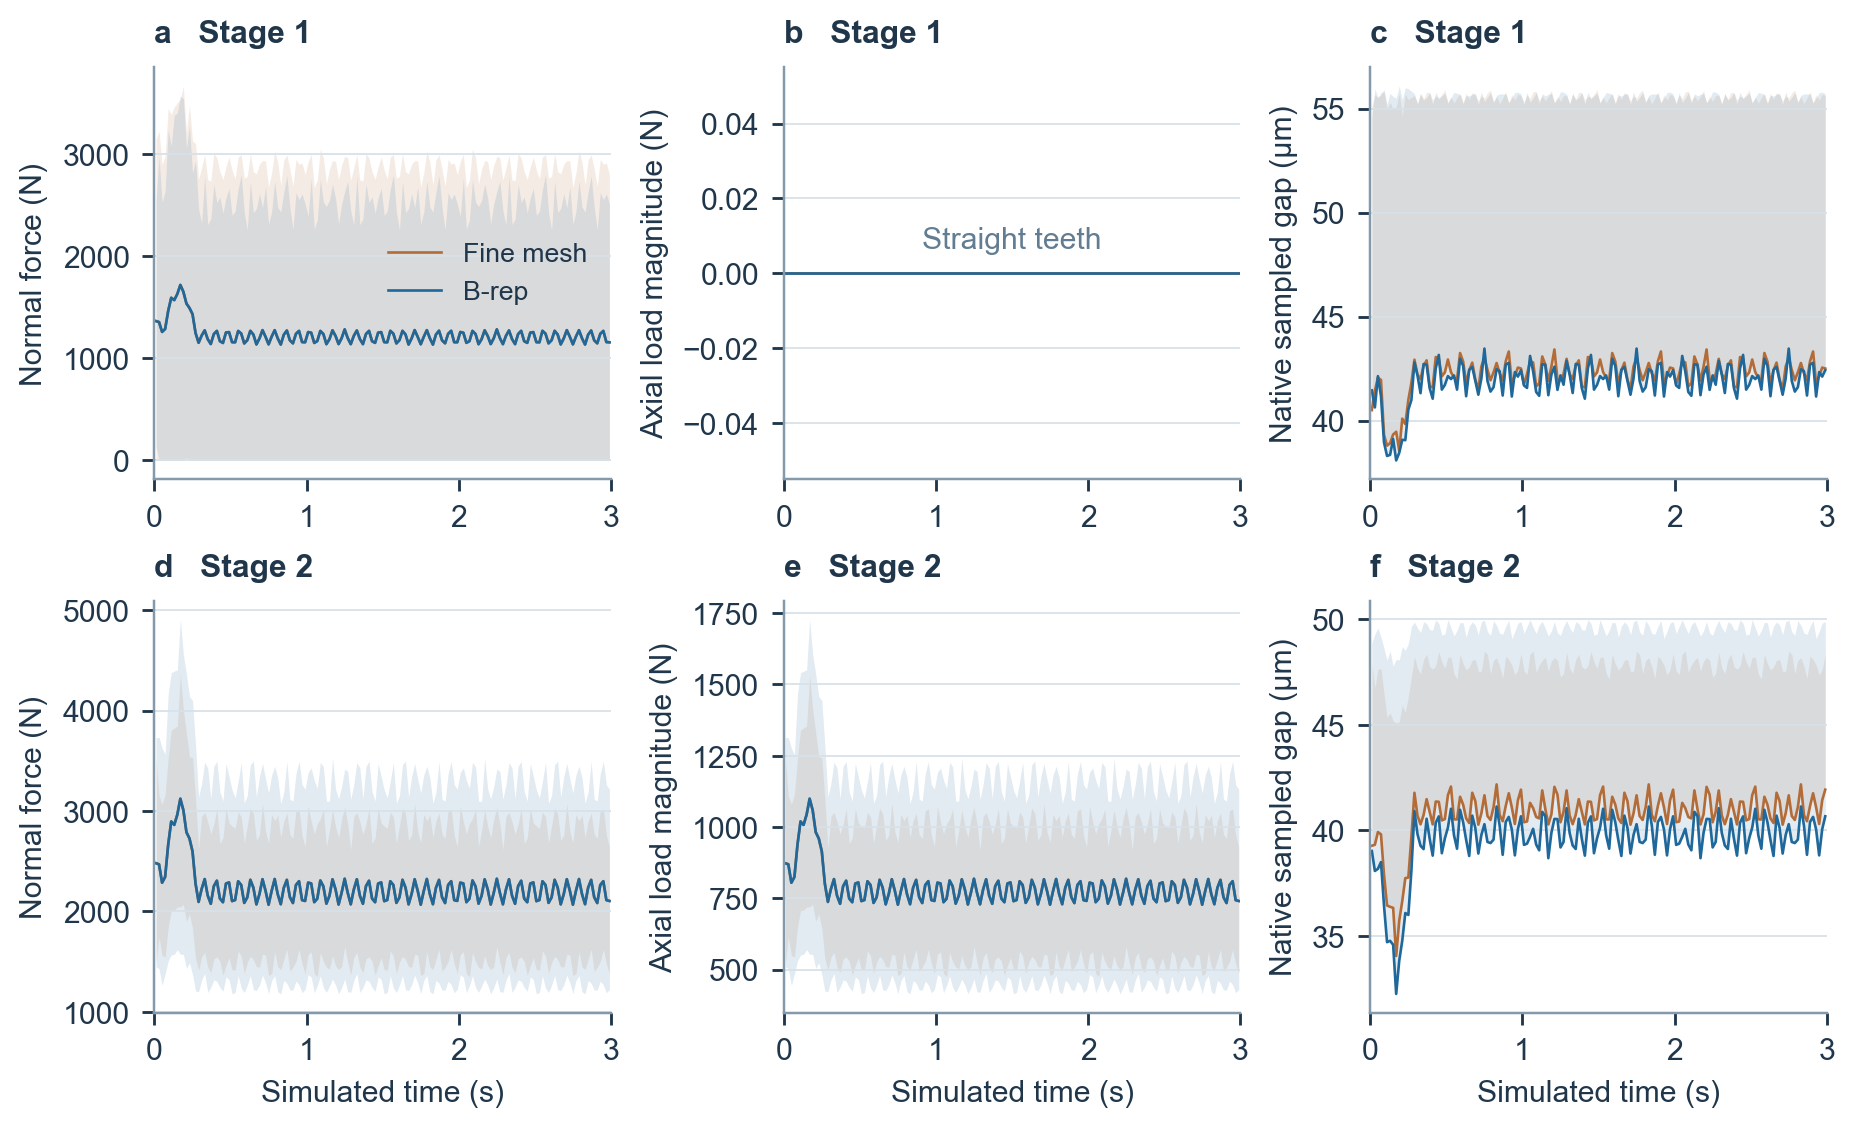 a Stage 1
Normal force (N)
3000
2000
1000
0
Fine mesh
B-rep
0 1 2 3
b Stage 1
Axial load magnitude (N)
0.04
0.02
0.00
−0.02
−0.04
Straight teeth
0 1 2 3
c Stage 1
Native sampled gap (µm)
55
50
45
40
0 1 2 3
d Stage 2
Normal force (N)
5000
4000
3000
2000
1000
0 1 2 3
Simulated time (s)
e Stage 2
Axial load magnitude (N)
1750
1500
1250
1000
750
500
0 1 2 3
Simulated time (s)
f Stage 2
Native sampled gap (µm)
50
45
40
35
0 1 2 3
Simulated time (s)